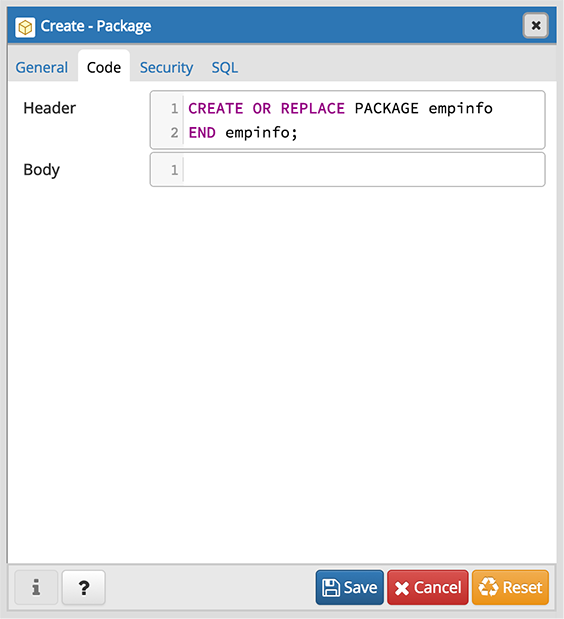 Create - Package
General Code Security SQL
Header
1 CREATE OR REPLACE PACKAGE empinfo
2 END empinfo;
Body
1
i ? Save Cancel Reset